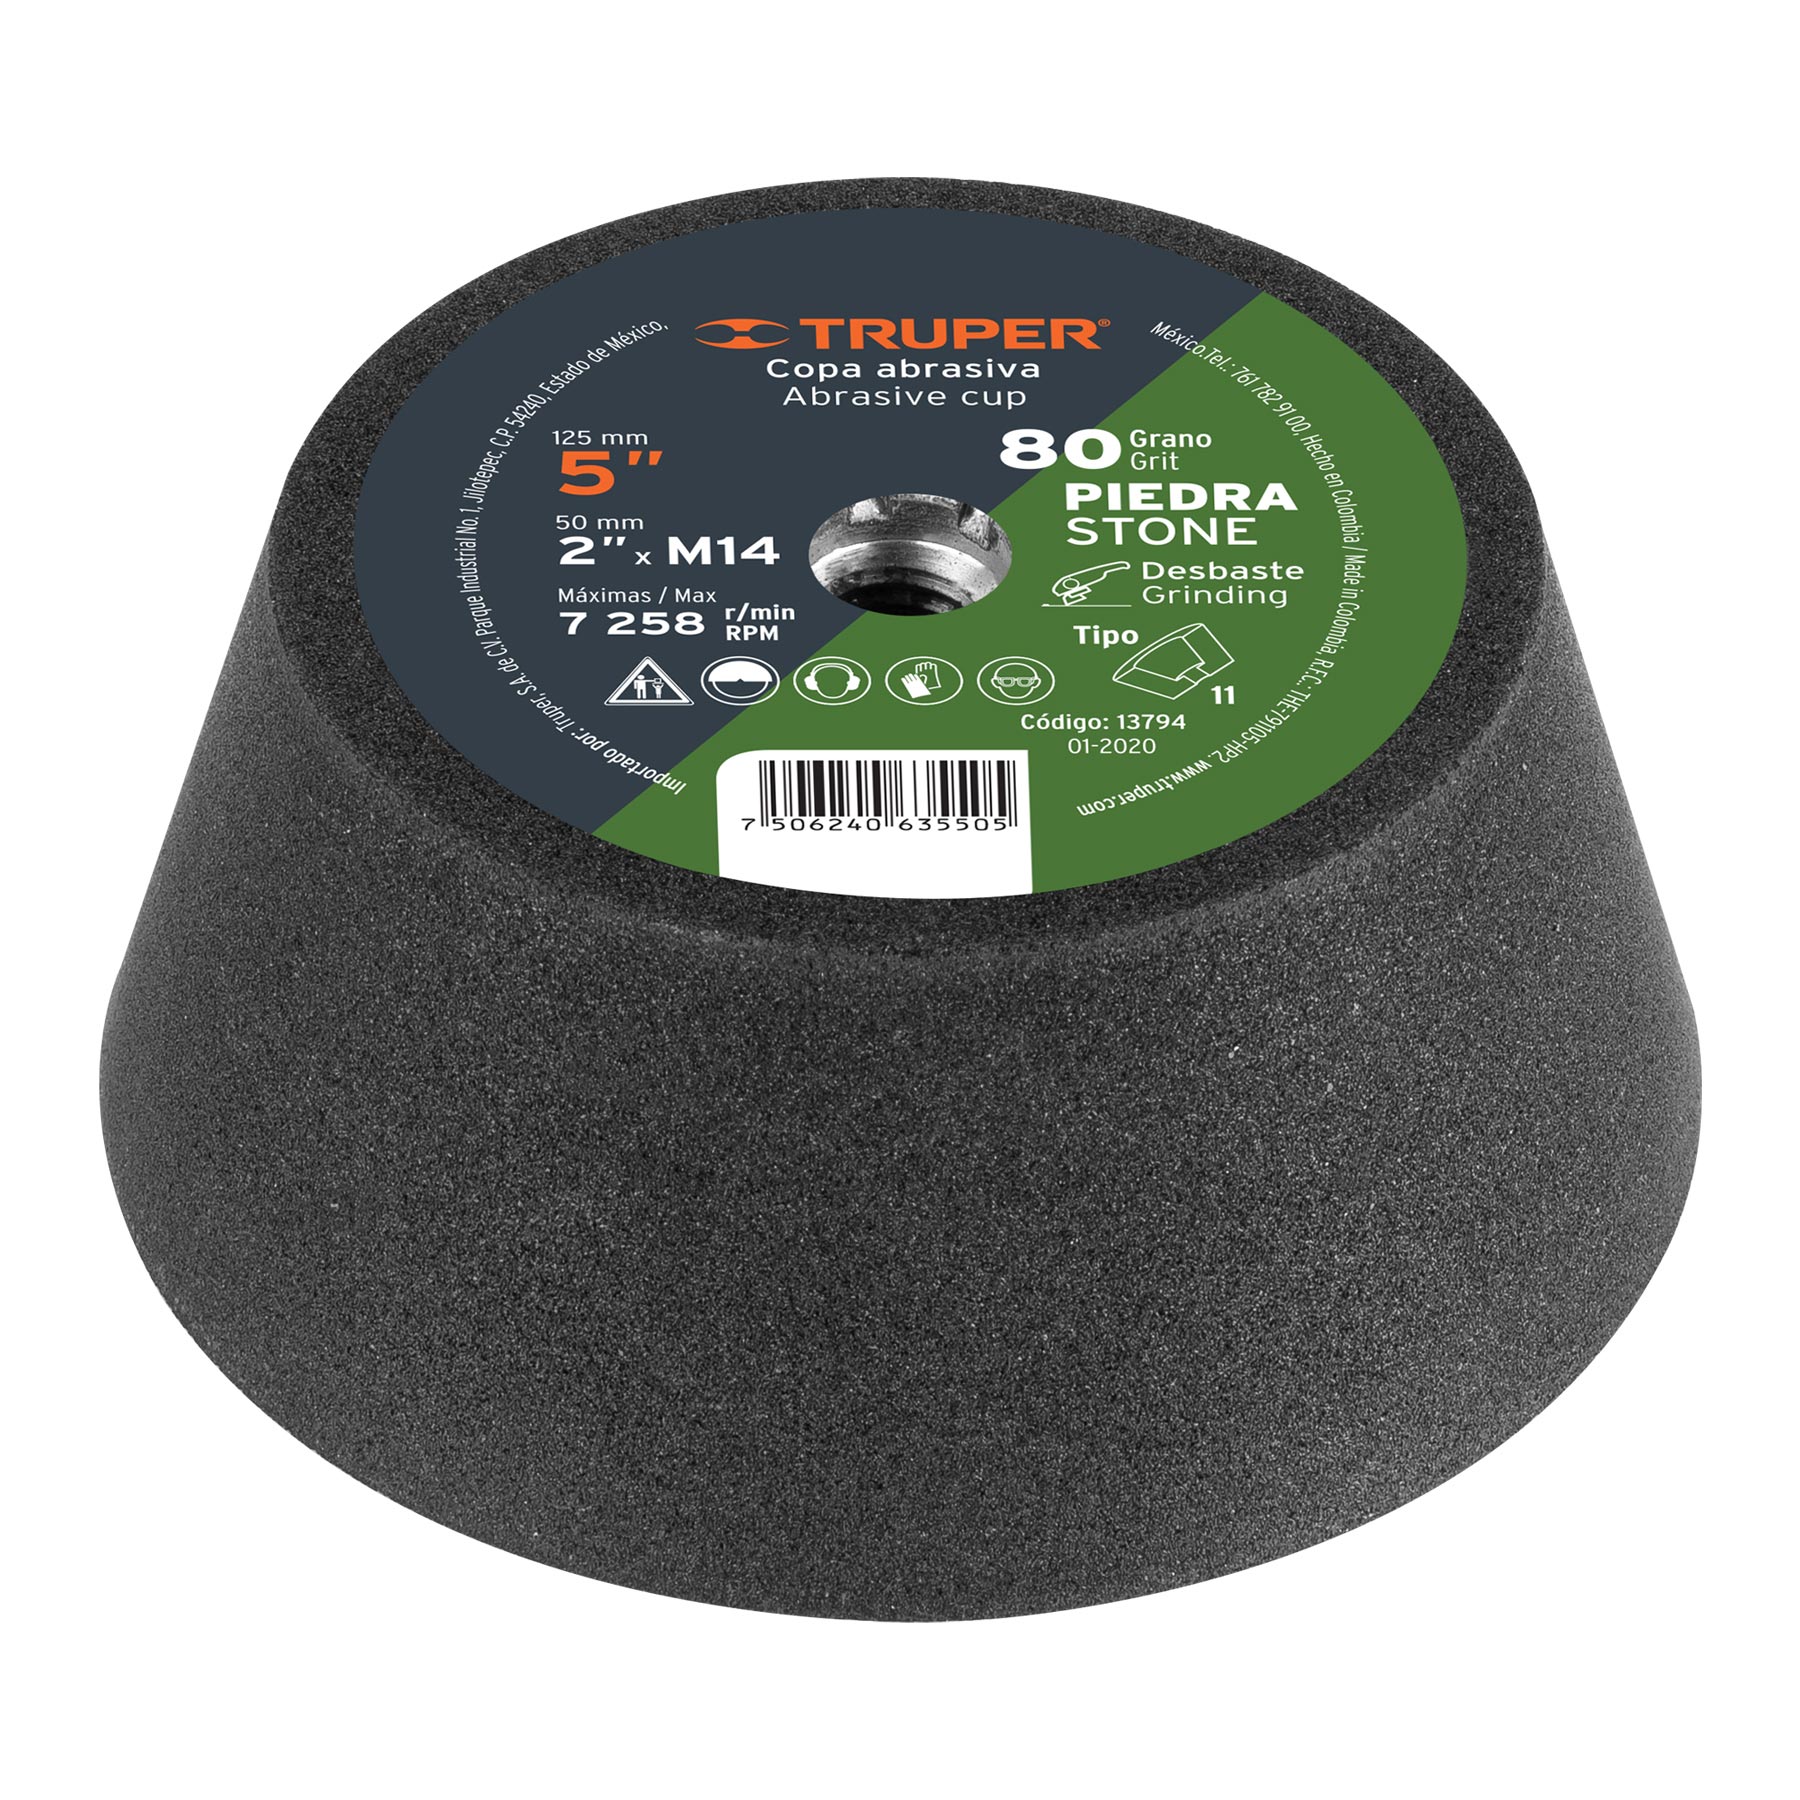 TRUPER®
Copa abrasiva
Abrasive cup
125 mm
5"
50 mm
2" x M14
Máximas / Max
7 258 r/min
RPM
80 Grano
Grit
PIEDRA
STONE
Desbaste
Grinding
Tipo
11
Código: 13794
01-2020
7 506240 635505
Importado por: Truper, S.A. de C.V. Parque Industrial No. 1, Jilotepec, C.P. 54240, Estado de México,
México.Tel.: 761 782 91 00, Hecho en Colombia / Made in Colombia, R.F.C.: THE-791105-HP2. www.truper.com